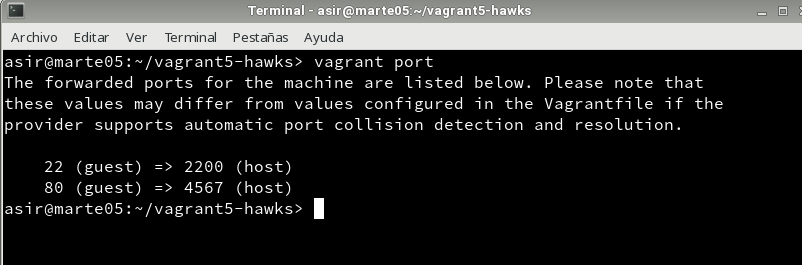 Terminal - asir@marte05:~/vagrant5-hawks
Archivo Editar Ver Terminal Pestañas Ayuda
asir@marte05:~/vagrant5-hawks> vagrant port
The forwarded ports for the machine are listed below. Please note that
these values may differ from values configured in the Vagrantfile if the
provider supports automatic port collision detection and resolution.
22 (guest) => 2200 (host)
80 (guest) => 4567 (host)
asir@marte05:~/vagrant5-hawks>